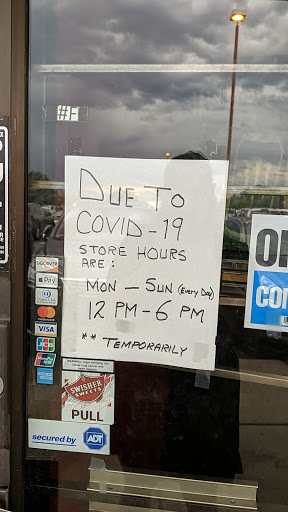 #F
DUE TO
COVID-19
STORE HOURS
ARE:
MON — SUN (Every Day)
12 PM - 6 PM
** TEMPORARILY
DISCOVER
Pay
VISA
JCB
SWISHER
SWEETS
PULL
secured by ADT